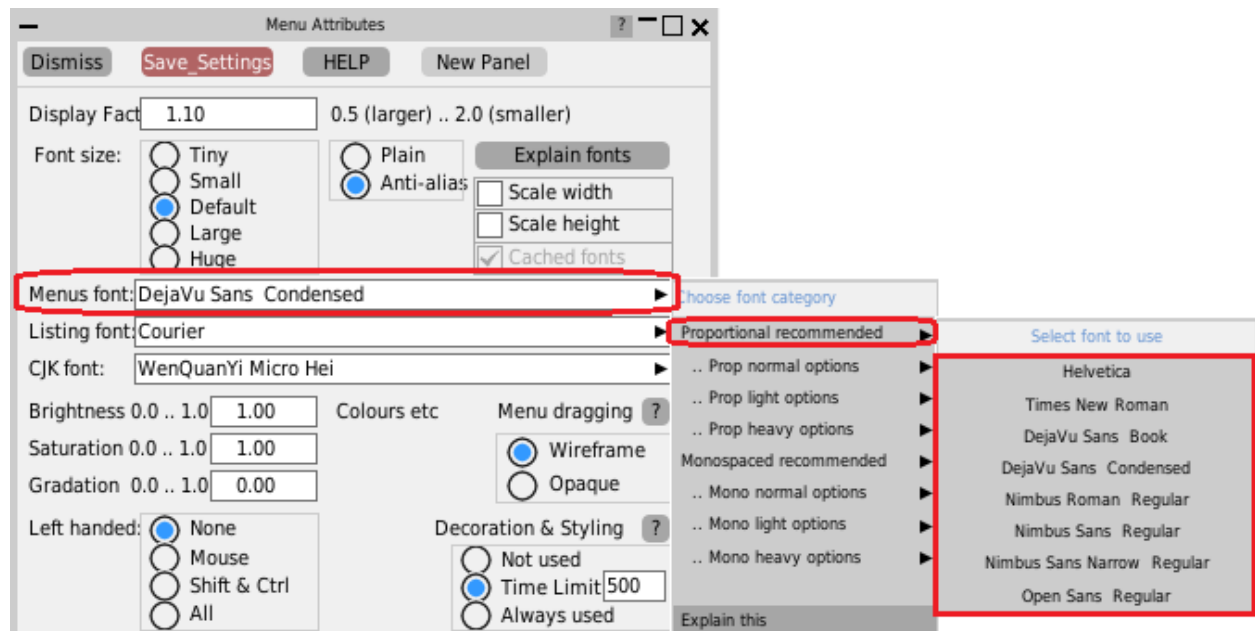 Menu Attributes ?
Dismiss Save_Settings HELP New Panel
Display Fact 1.10 0.5 (larger) .. 2.0 (smaller)
Font size: Tiny Plain Explain fonts
Small Anti-alias Scale width
Default
Large Scale height
Huge Cached fonts
Menus font: DejaVu Sans Condensed
Listing font: Courier
CJK font: WenQuanYi Micro Hei
Brightness 0.0 .. 1.0 1.00 Colours etc Menu dragging ?
Saturation 0.0 .. 1.0 1.00 Wireframe
Gradation 0.0 .. 1.0 0.00 Opaque
Left handed: None Decoration & Styling ?
Mouse Not used
Shift & Ctrl Time Limit 500
All Always used
Choose font category
Proportional recommended
.. Prop normal options
.. Prop light options
.. Prop heavy options
Monospaced recommended
.. Mono normal options
.. Mono light options
.. Mono heavy options
Explain this
Select font to use
Helvetica
Times New Roman
DejaVu Sans Book
DejaVu Sans Condensed
Nimbus Roman Regular
Nimbus Sans Regular
Nimbus Sans Narrow Regular
Open Sans Regular